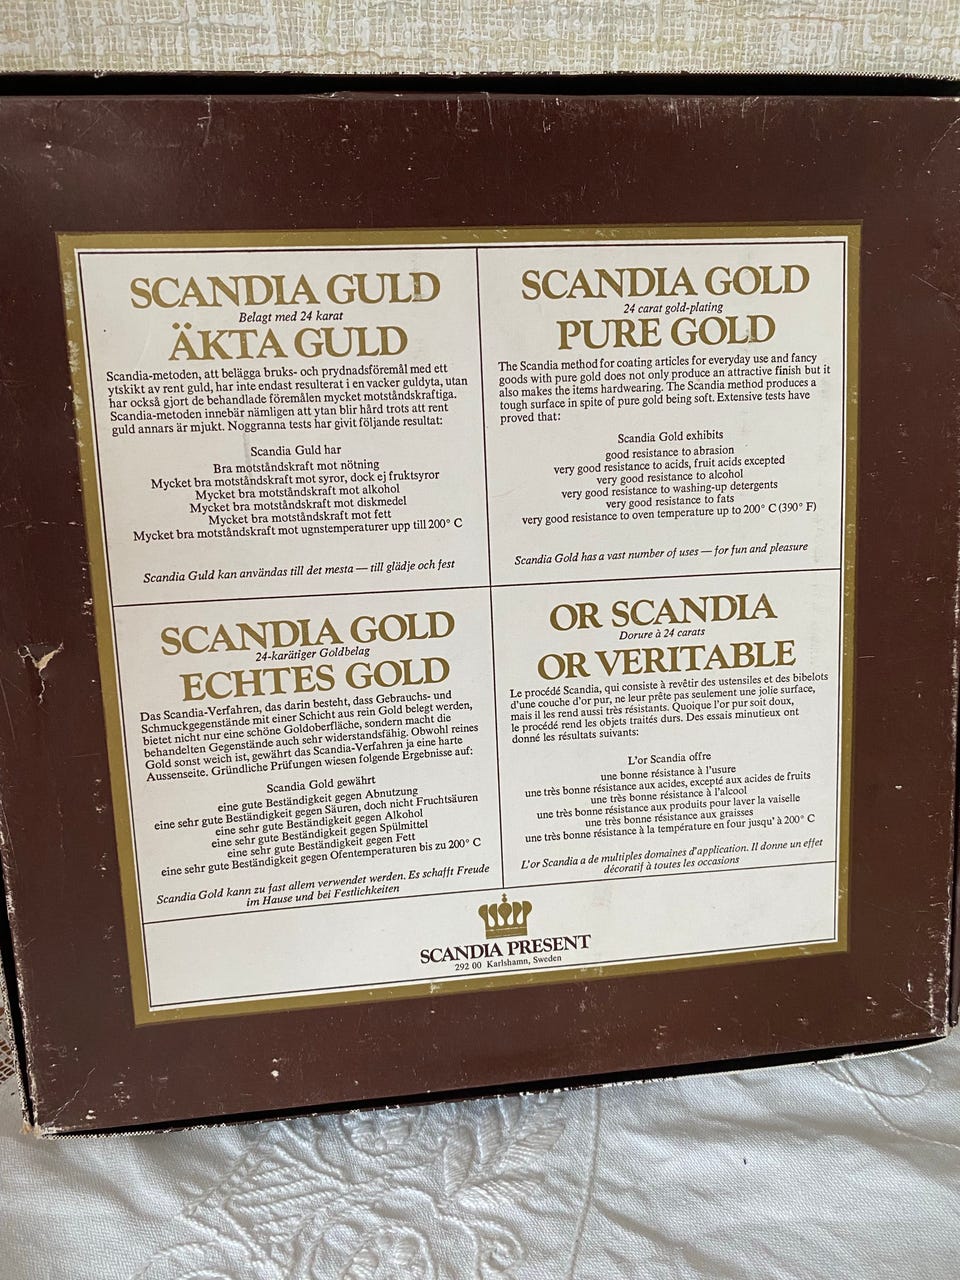 SCANDIA GULD
Belagt med 24 karat
ÄKTA GULD
Scandia-metoden, att belägga bruks- och prydnadsföremål med ett
ytskikt av rent guld, har inte endast resulterat i en vacker guldyta, utan
har också gjort de behandlade föremålen mycket motståndskraftiga.
Scandia-metoden innebär nämligen att ytan blir hård trots att rent
guld annars är mjukt. Noggranna tests har givit följande resultat:
Scandia Guld har
Bra motståndskraft mot nötning
Mycket bra motståndskraft mot syror, dock ej fruktsyror
Mycket bra motståndskraft mot alkohol
Mycket bra motståndskraft mot diskmedel
Mycket bra motståndskraft mot fett
Mycket bra motståndskraft mot ugnstemperaturer upp till 200° C
Scandia Guld kan användas till det mesta — till glädje och fest
SCANDIA GOLD
24 carat gold-plating
PURE GOLD
The Scandia method for coating articles for everyday use and fancy
goods with pure gold does not only produce an attractive finish but it
also makes the items hardwearing. The Scandia method produces a
tough surface in spite of pure gold being soft. Extensive tests have
proved that:
Scandia Gold exhibits
good resistance to abrasion
very good resistance to acids, fruit acids excepted
very good resistance to alcohol
very good resistance to washing-up detergents
very good resistance to fats
very good resistance to oven temperature up to 200° C (390° F)
Scandia Gold has a vast number of uses — for fun and pleasure
SCANDIA GOLD
24-karätiger Goldbelag
ECHTES GOLD
Das Scandia-Verfahren, das darin besteht, dass Gebrauchs- und
Schmuckgegenstände mit einer Schicht aus rein Gold belegt werden,
bietet nicht nur eine schöne Goldoberfläche, sondern macht die
behandelten Gegenstände auch sehr widerstandsfähig. Obwohl reines
Gold sonst weich ist, gewährt das Scandia-Verfahren ja eine harte
Aussenseite. Gründliche Prüfungen wiesen folgende Ergebnisse auf:
Scandia Gold gewährt
eine gute Beständigkeit gegen Abnutzung
eine sehr gute Beständigkeit gegen Säuren, doch nicht Fruchtsäuren
eine sehr gute Beständigkeit gegen Alkohol
eine sehr gute Beständigkeit gegen Spülmittel
eine sehr gute Beständigkeit gegen Fett
eine sehr gute Beständigkeit gegen Ofentemperaturen bis zu 200° C
Scandia Gold kann zu fast allem verwendet werden. Es schafft Freude
im Hause und bei Festlichkeiten
OR SCANDIA
Dorure à 24 carats
OR VERITABLE
Le procédé Scandia, qui consiste à revêtir des ustensiles et des bibelots
d'une couche d'or pur, ne leur prête pas seulement une jolie surface,
mais il les rend aussi très résistants. Quoique l'or pur soit doux,
le procédé rend les objets traités durs. Des essais minutieux ont
donné les résultats suivants:
L'or Scandia offre
une bonne résistance à l'usure
une très bonne résistance aux acides, excepté aux acides de fruits
une très bonne résistance à l'alcool
une très bonne résistance aux produits pour laver la vaiselle
une très bonne résistance aux graisses
une très bonne résistance à la température en four jusqu' à 200° C
L'or Scandia a de multiples domaines d'application. Il donne un effet
décoratif à toutes les occasions
SCANDIA PRESENT
292 00 Karlshamn, Sweden